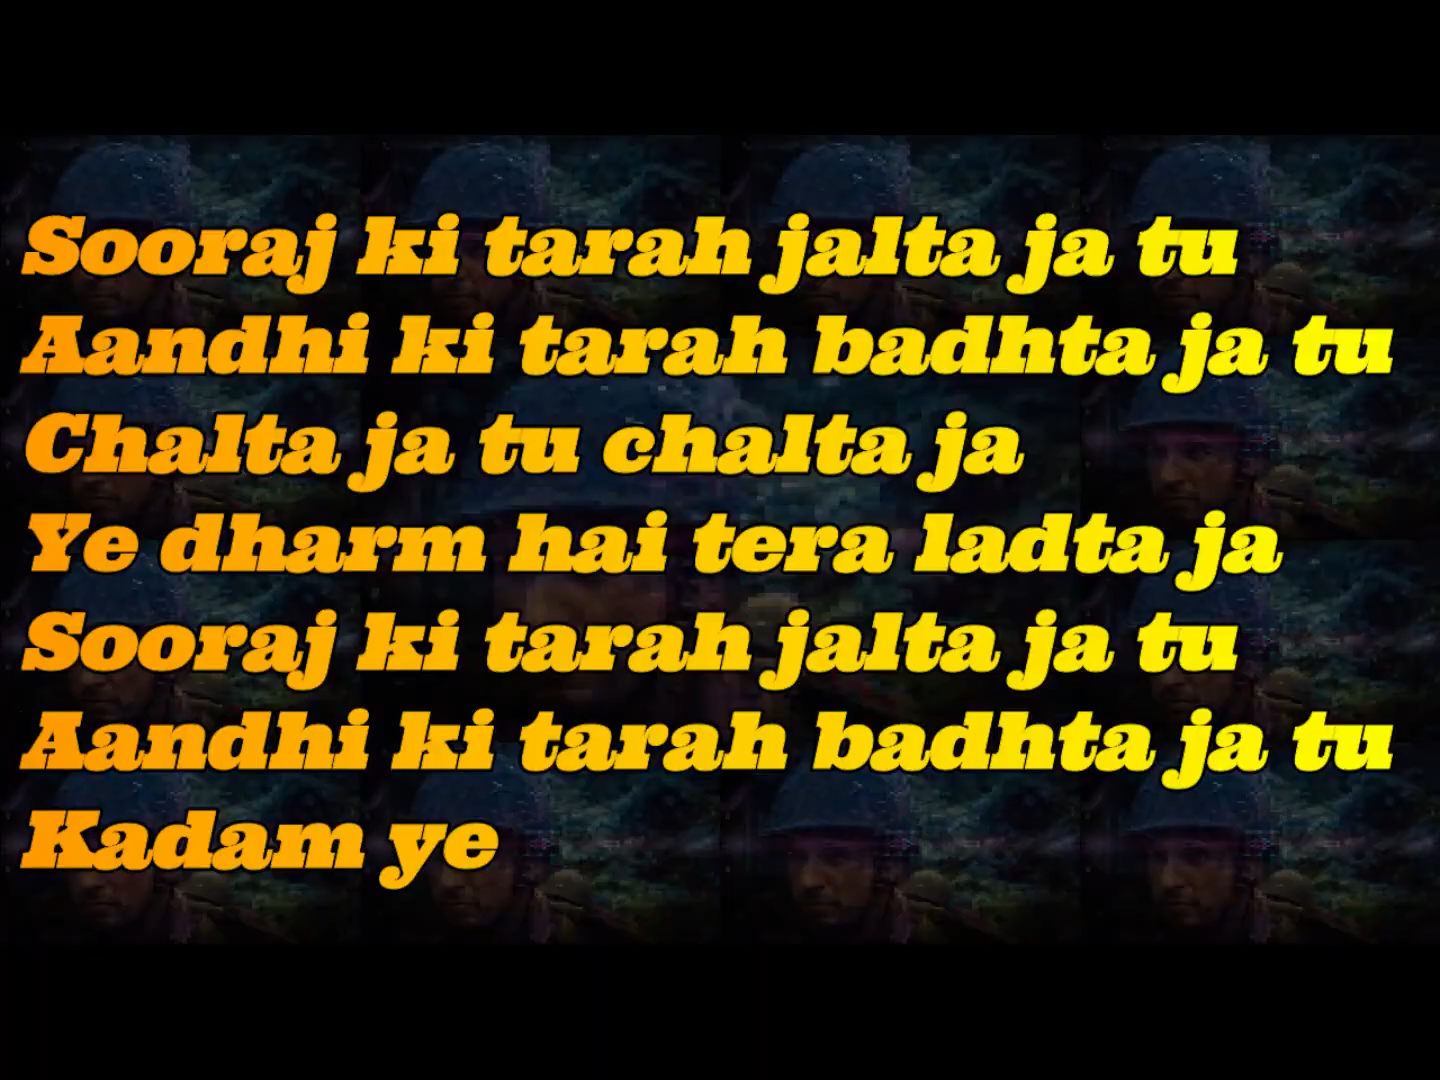 Sooraj ki tarah jalta ja tu
Aandhi ki tarah badhta ja tu
Chalta ja tu chalta ja
Ye dharm hai tera ladta ja
Sooraj ki tarah jalta ja tu
Aandhi ki tarah badhta ja tu
Kadam ye